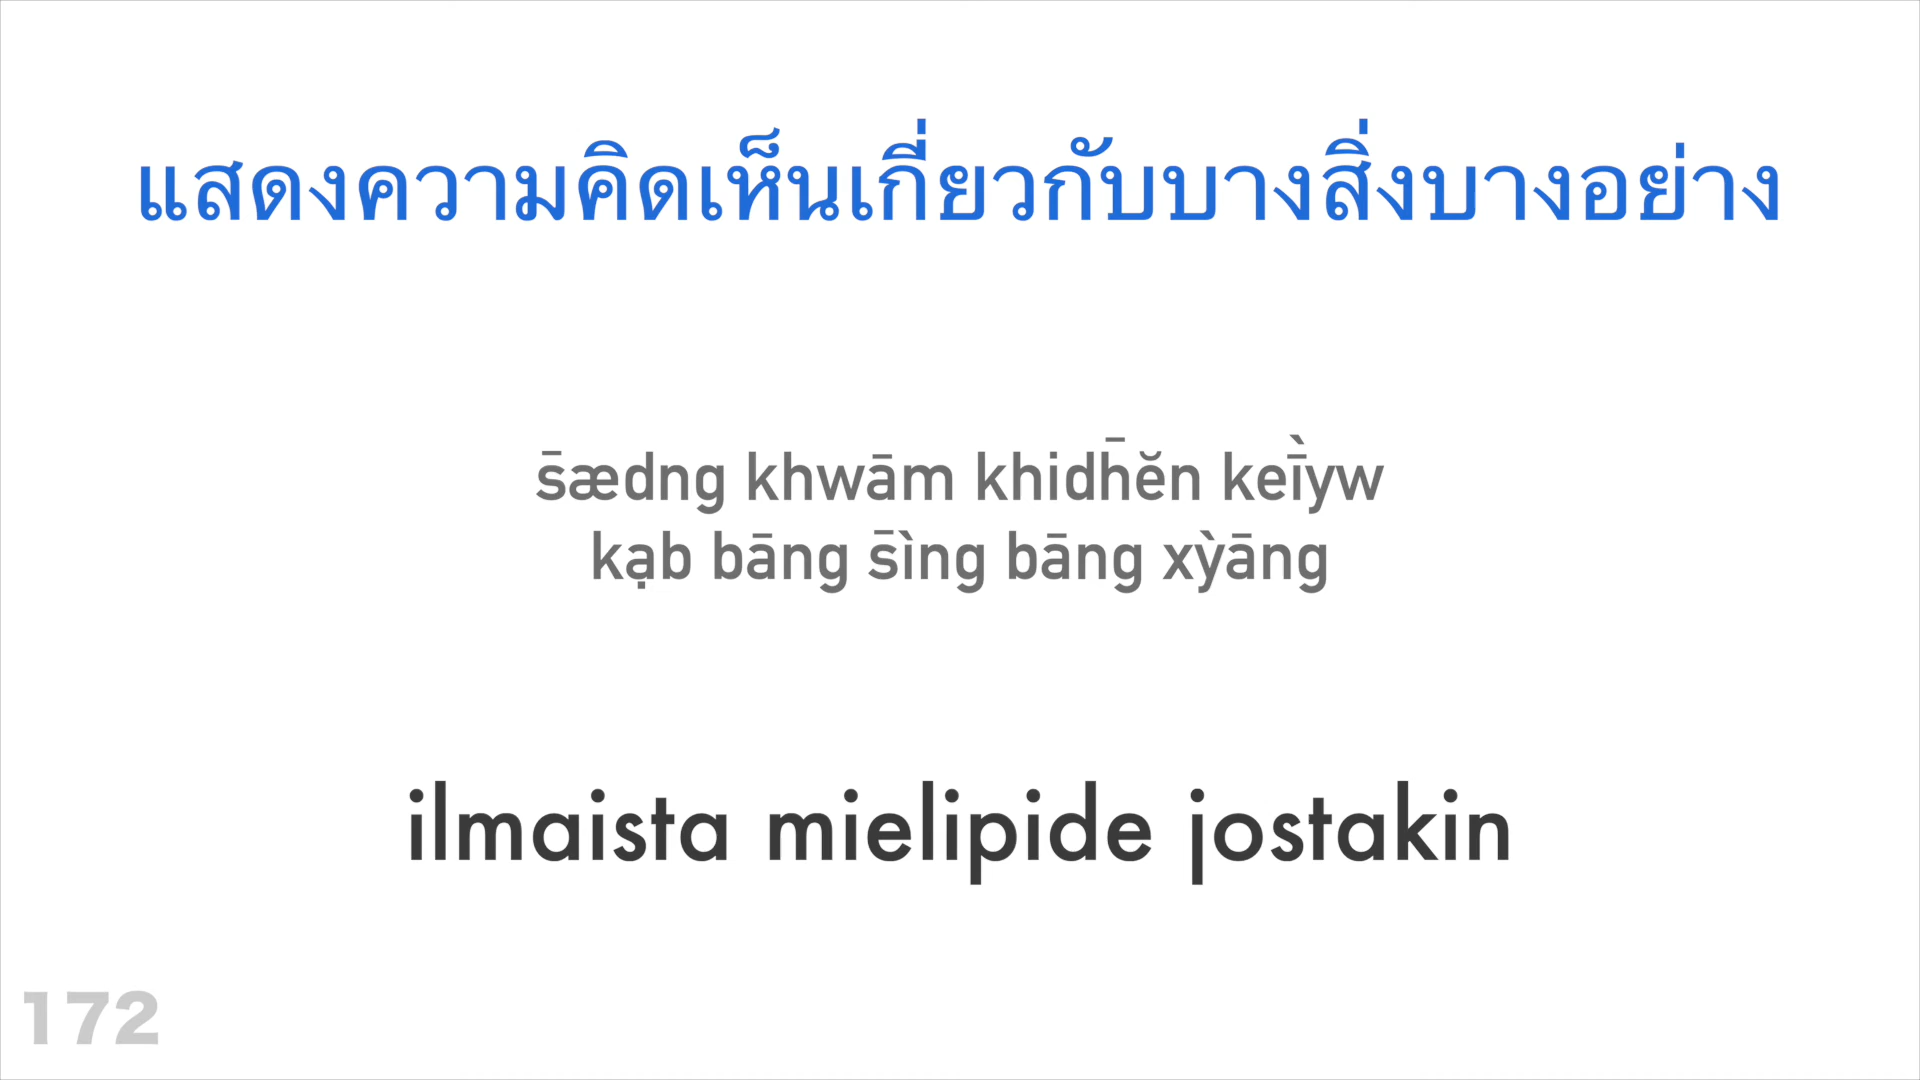 แสดงความคิดเห็นเกี่ยวกับบางสิ่งบางอย่าง
s̄ædng khwām khidh̄ĕn keī̀yw
kạb bāng s̄ìng bāng xỳāng
ilmaista mielipide jostakin
172